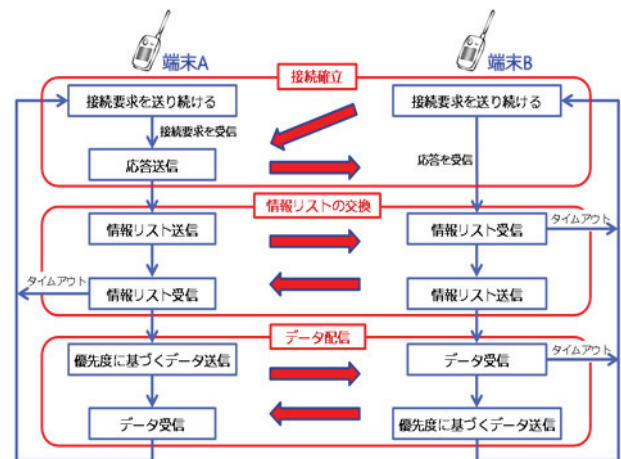 端末A
端末B
接続確立
接続要求を送り続ける
接続要求を送り続ける
接続要求を受信
応答送信
応答を受信
情報リストの交換
情報リスト送信
情報リスト受信
タイムアウト
タイムアウト
情報リスト受信
情報リスト送信
データ配信
優先度に基づくデータ送信
データ受信
タイムアウト
データ受信
優先度に基づくデータ送信